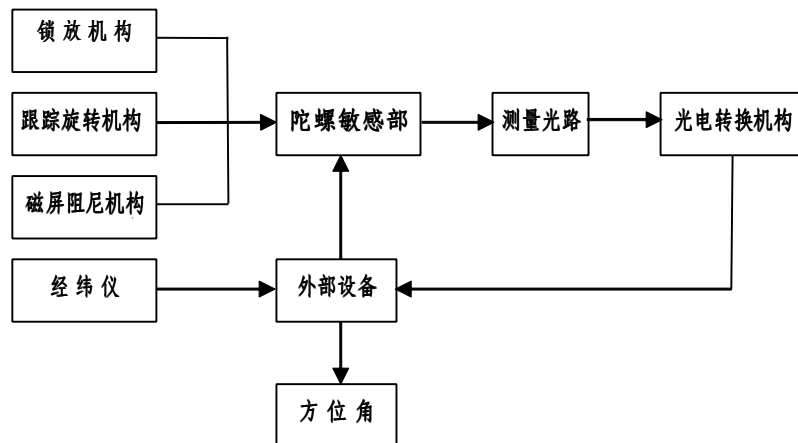 锁放机构
跟踪旋转机构
陀螺敏感部
测量光路
光电转换机构
磁屏阻尼机构
经纬仪
外部设备
方位角